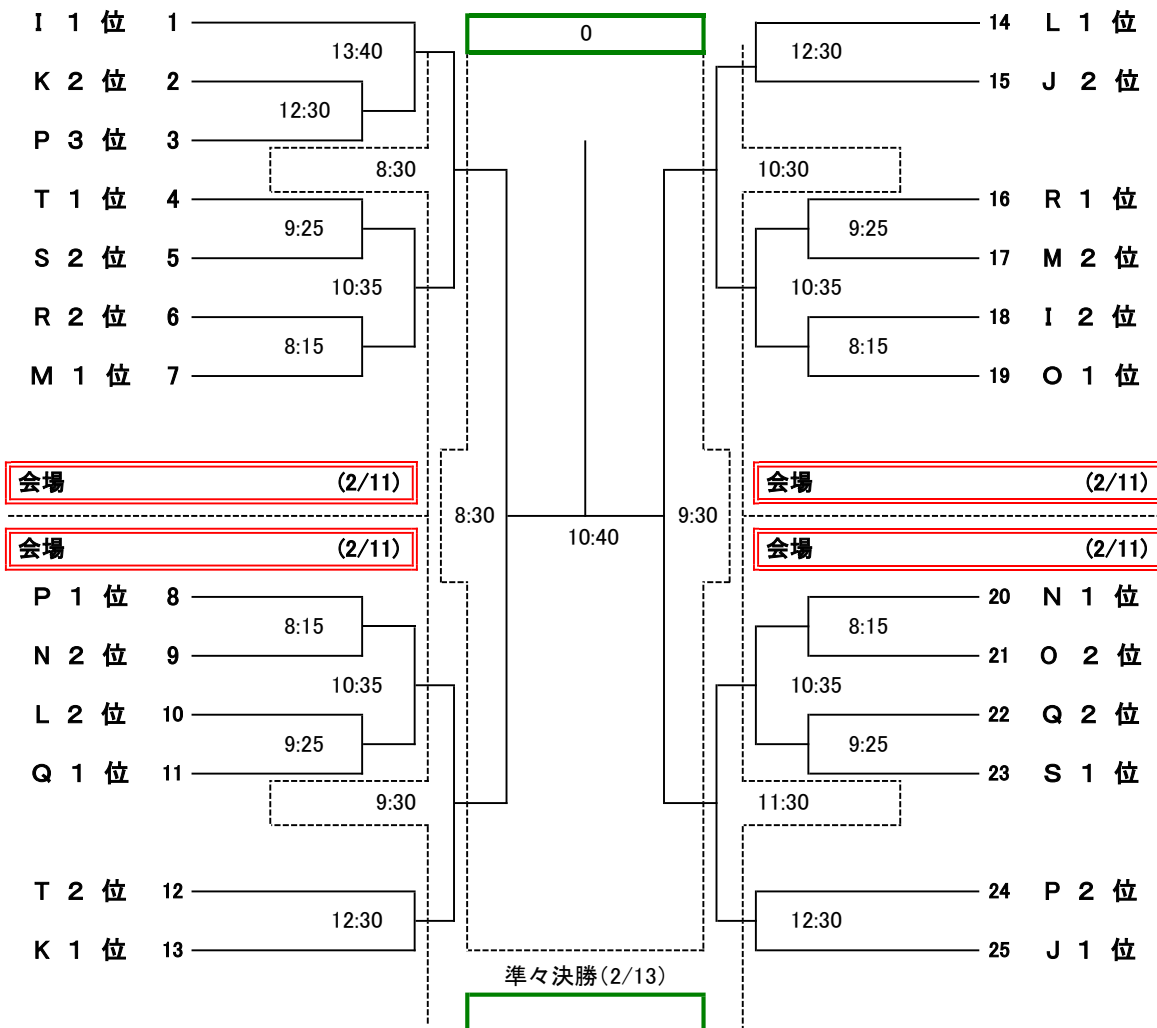 I 1 位 1
13:40
K 2 位 2
12:30
P 3 位 3
8:30
T 1 位 4
9:25
S 2 位 5
10:35
R 2 位 6
8:15
M 1 位 7
会場 (2/11)
会場 (2/11)
P 1 位 8
8:15
N 2 位 9
10:35
L 2 位 10
9:25
Q 1 位 11
9:30
T 2 位 12
12:30
K 1 位 13
0
8:30
10:40
9:30
準々決勝(2/13)
14 L 1 位
12:30
15 J 2 位
10:30
16 R 1 位
9:25
17 M 2 位
10:35
18 I 2 位
8:15
19 O 1 位
会場 (2/11)
会場 (2/11)
20 N 1 位
8:15
21 O 2 位
10:35
22 Q 2 位
9:25
23 S 1 位
11:30
24 P 2 位
12:30
25 J 1 位